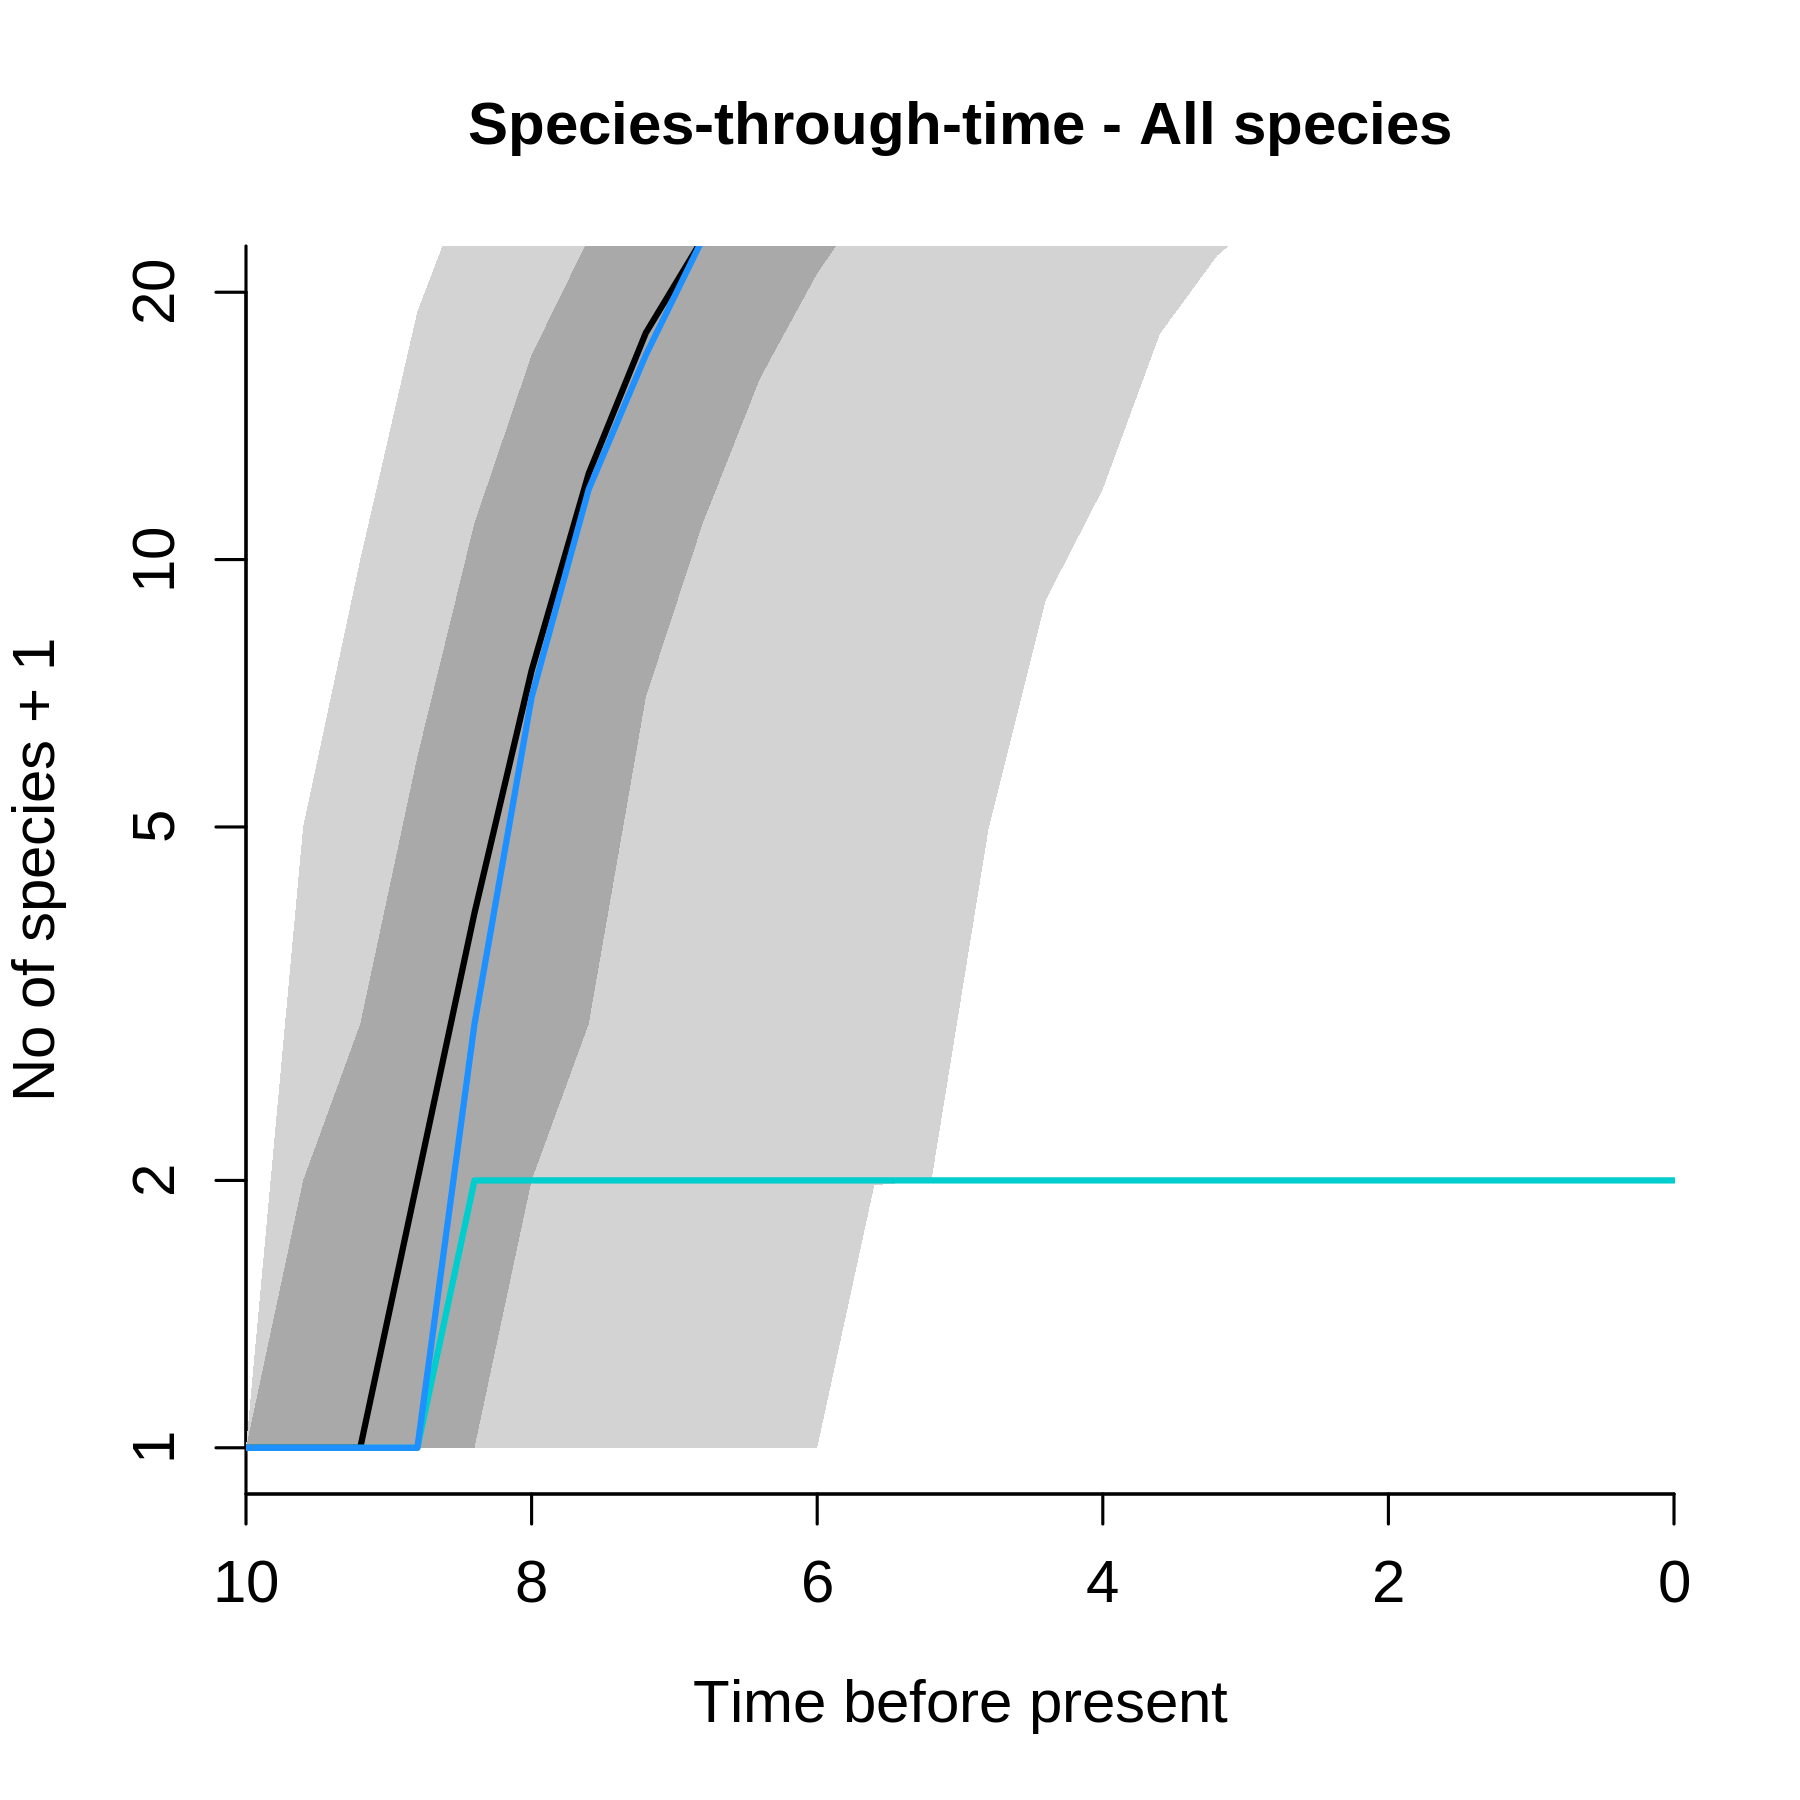 Species-through-time - All species
No of species + 1
20
10
5
2
1
10 8 6 4 2 0
Time before present